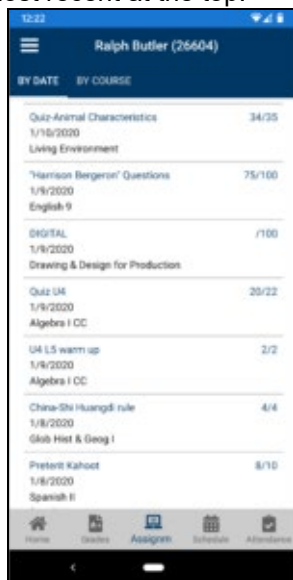 most recent at the top.
12:22
Ralph Butler (26604)
BY DATE BY COURSE
Quiz-Animal Characteristics 34/35
1/10/2020
Living Environment
"Harrison Bergeron" Questions 75/100
1/9/2020
English 9
DIGITAL /100
1/9/2020
Drawing & Design for Production
Quiz U4 20/22
1/9/2020
Algebra I CC
U4 L5 warm up 2/2
1/9/2020
Algebra I CC
China-Shi Huangdi rule 4/4
1/8/2020
Glob Hist & Geog I
Preterit Kahoot 8/10
1/8/2020
Spanish II
Home Grades Assignm Schedule Attendance